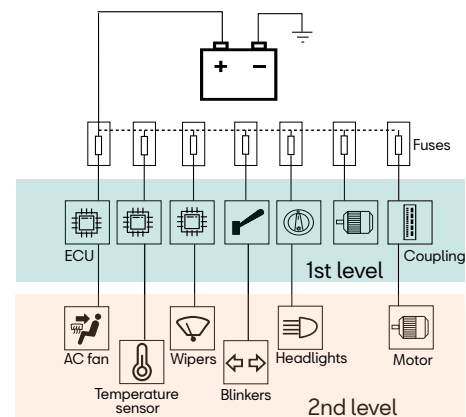 + −
Fuses
ECU
Coupling
1st level
AC fan
Wipers
Headlights
Motor
Temperature
sensor
Blinkers
2nd level